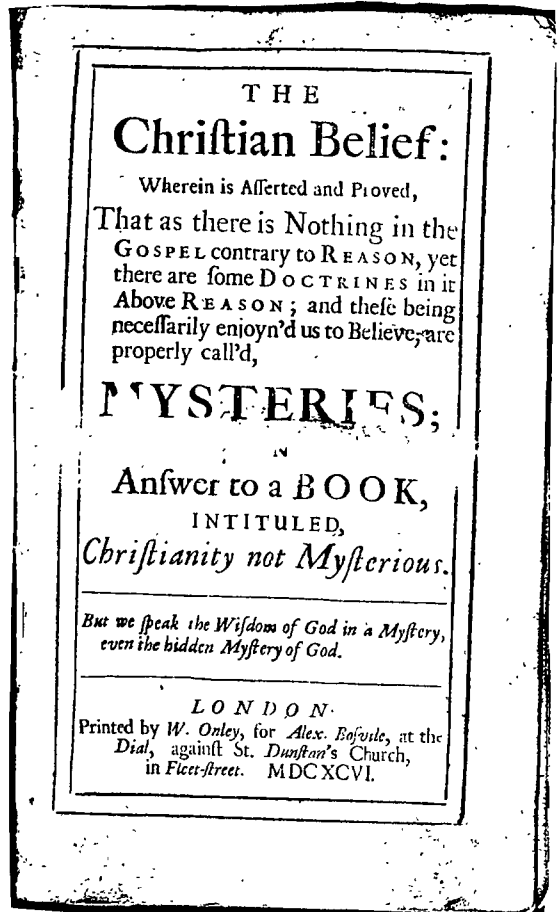 THE
Chriſtian Belief:
Wherein is Aſſerted and Proved,
That as there is Nothing in the
GOSPEL contrary to REASON, yet
there are ſome DOCTRINES in it
Above REASON; and theſe being
neceſſarily enjoyn'd us to Believe, are
properly call'd,
MYSTERIES;
IN
Anſwer to a BOOK,
INTITULED,
Chriſtianity not Myſterious.
But we ſpeak the Wiſdom of God in a Myſtery,
even the hidden Myſtery of God.
LONDON.
Printed by W. Onley, for Alex. Boſvile, at the
Dial, againſt St. Dunſtan's Church,
in Fleet-ſtreet. MDCXCVI.